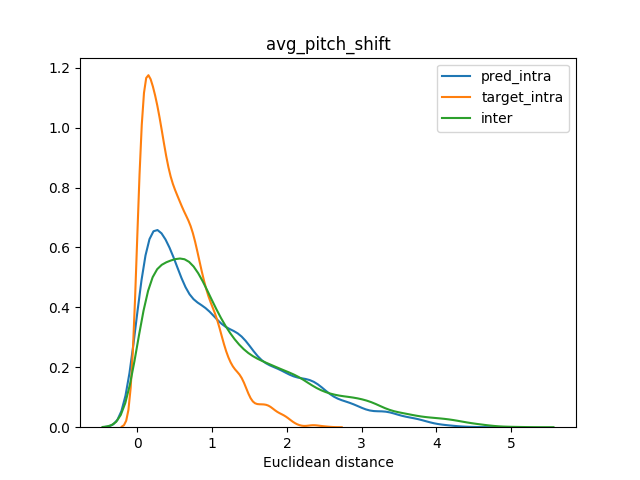 avg_pitch_shift
pred_intra
target_intra
inter
1.2
1.0
0.8
0.6
0.4
0.2
0.0
0 1 2 3 4 5
Euclidean distance